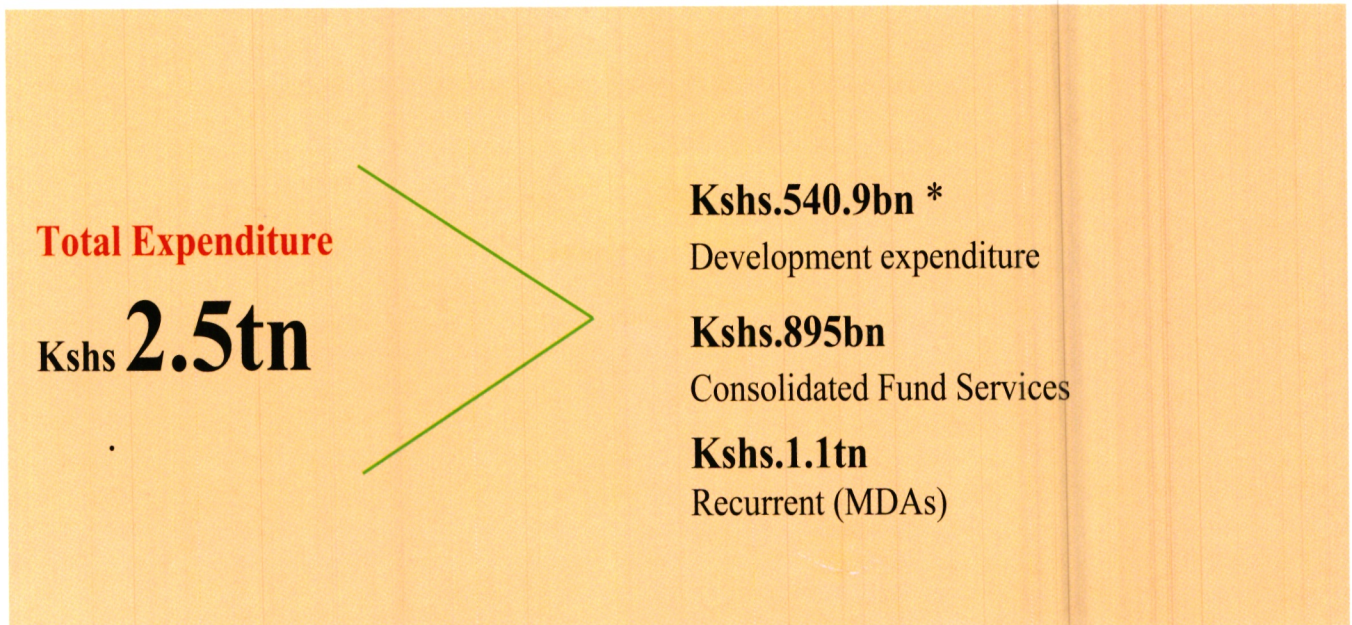 Total Expenditure
Kshs 2.5tn
Kshs.540.9bn *
Development expenditure
Kshs.895bn
Consolidated Fund Services
Kshs.1.1tn
Recurrent (MDAs)